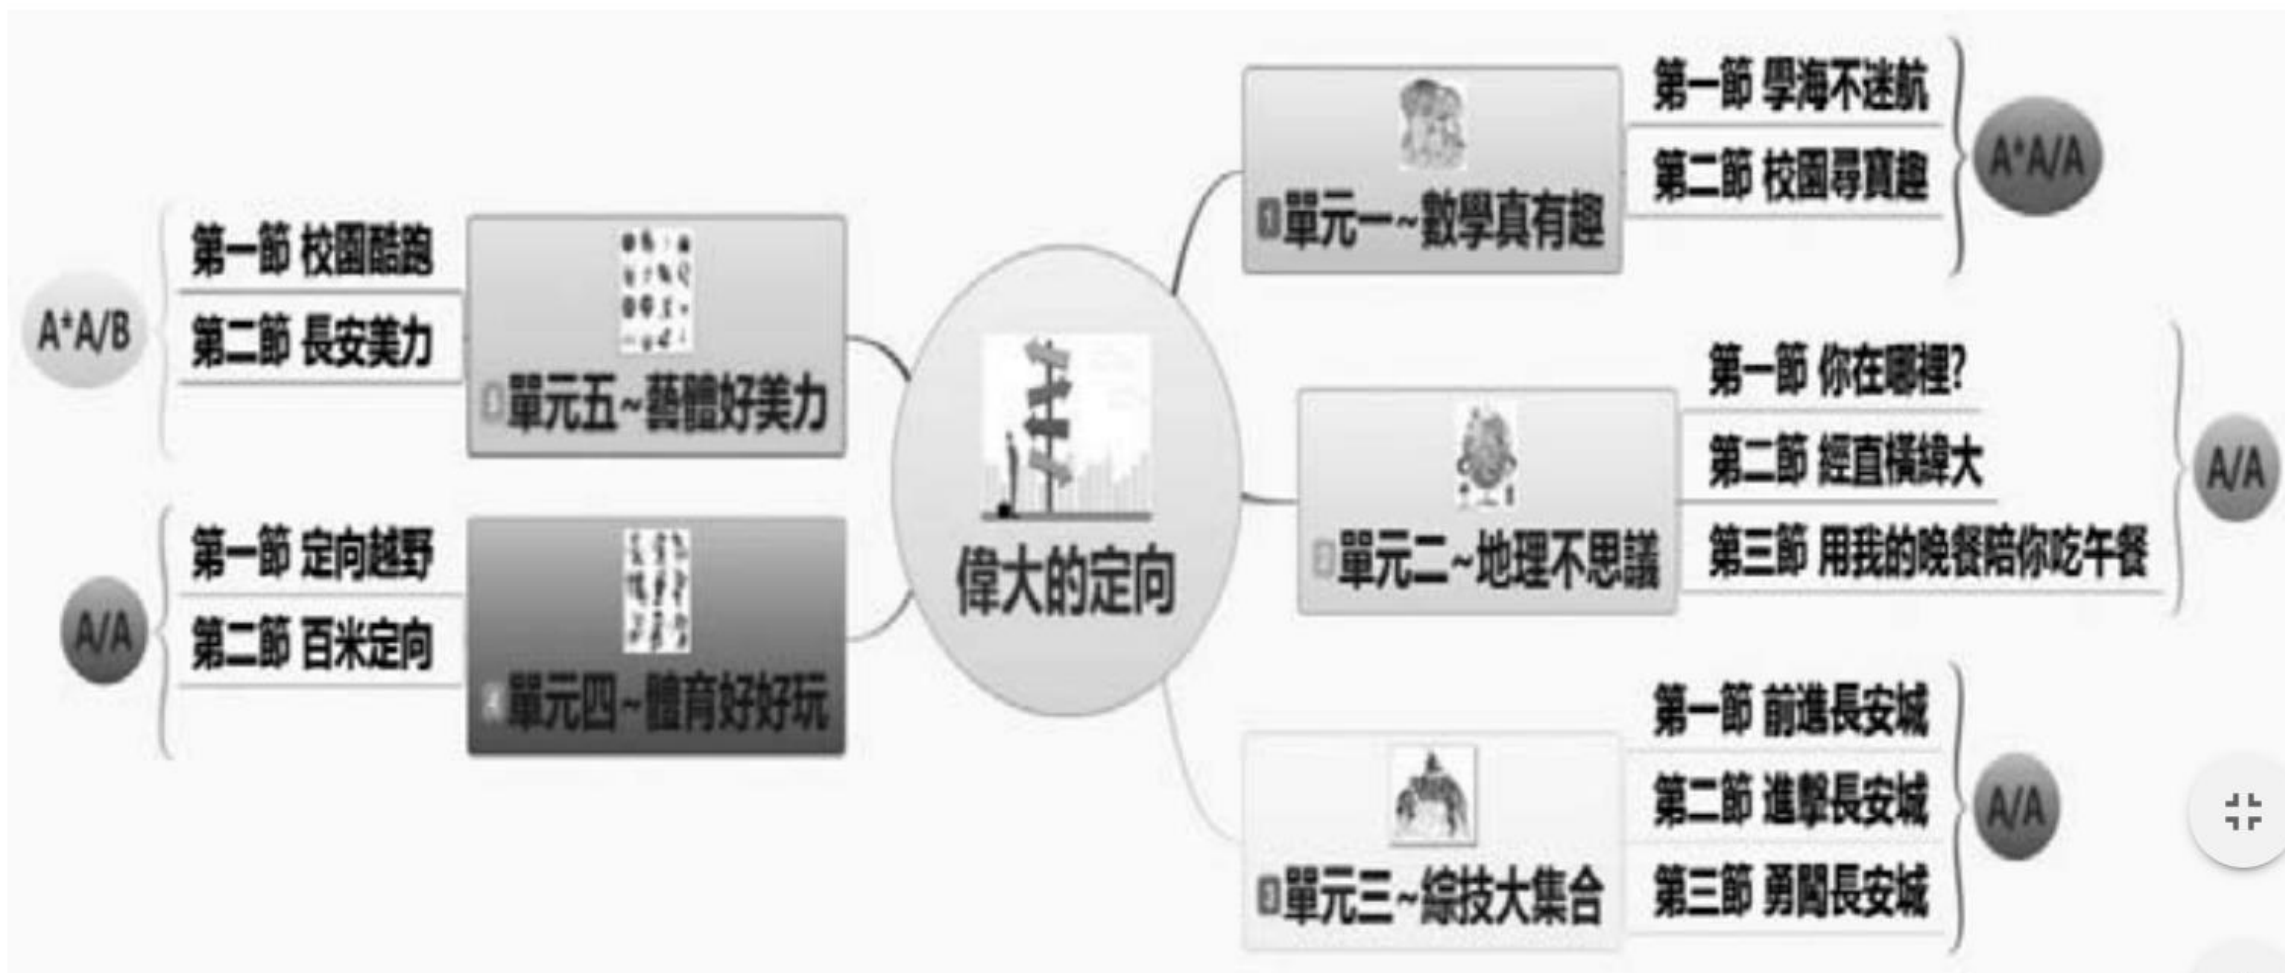 偉大的定向
單元一~數學真有趣
第一節 學海不迷航
第二節 校園尋寶趣
A*A/A
單元二~地理不思議
第一節 你在哪裡?
第二節 經直橫緯大
第三節 用我的晚餐陪你吃午餐
A/A
單元三~綜技大集合
第一節 前進長安城
第二節 進擊長安城
第三節 勇闖長安城
A/A
4單元四~體育好好玩
第一節 定向越野
第二節 百米定向
A/A
單元五~藝體好美力
第一節 校園酷跑
第二節 長安美力
A*A/B